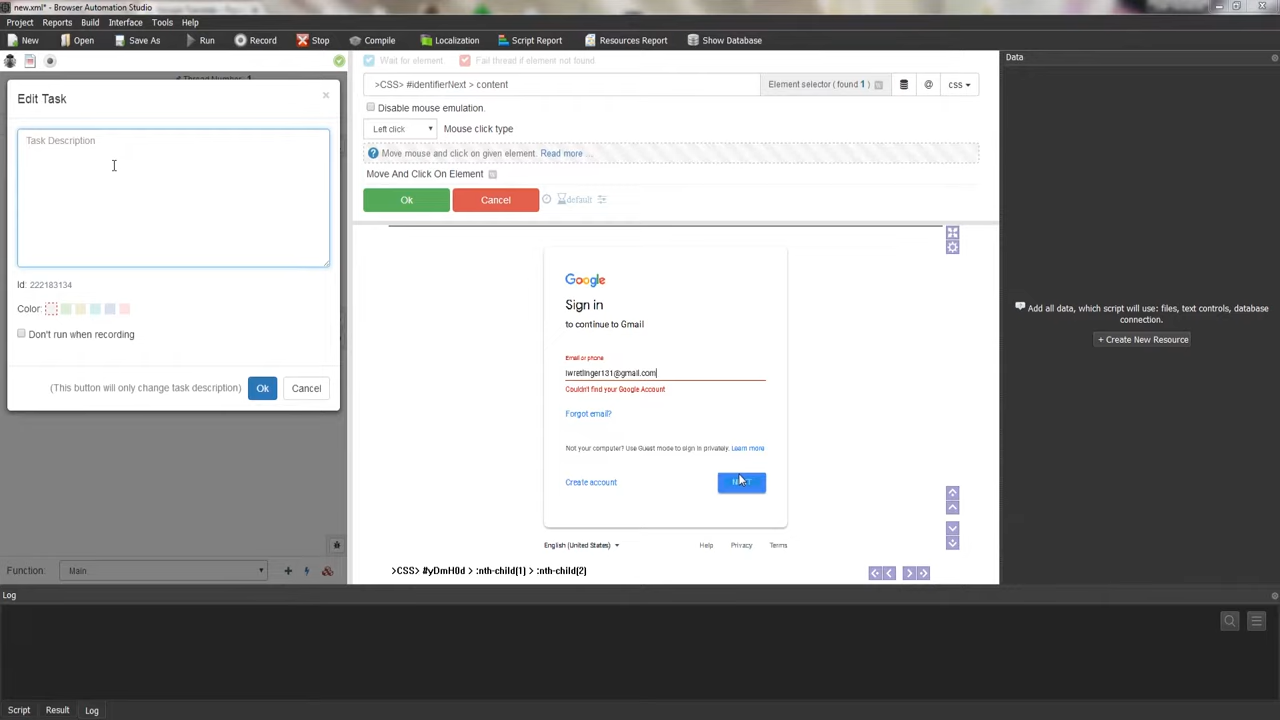 new.xml* - Browser Automation Studio
Project Reports Build Interface Tools Help
New Open Save As Run Record Stop Compile Localization Script Report Resources Report Show Database
Thread Number 1
Edit Task
×
Task Description
Id: 222183134
Color:
Don't run when recording
(This button will only change task description) Ok Cancel
Function: Main
Wait for element Fail thread if element not found
>CSS> #identifierNext > content Element selector ( found 1 ) @ CSS
Disable mouse emulation.
Left click Mouse click type
Move mouse and click on given element. Read more ...
Move And Click On Element
Ok Cancel default
Google
Sign in
to continue to Gmail
Email or phone
iwretlinger131@gmail.com
Couldn't find your Google Account
Forgot email?
Not your computer? Use Guest mode to sign in privately. Learn more
Create account
English (United States) Help Privacy Terms
>CSS> #yDmH0d > :nth-child(1) > :nth-child(2)
Data
Add all data, which script will use: files, text controls, database
connection.
+ Create New Resource
Log
Script Result Log